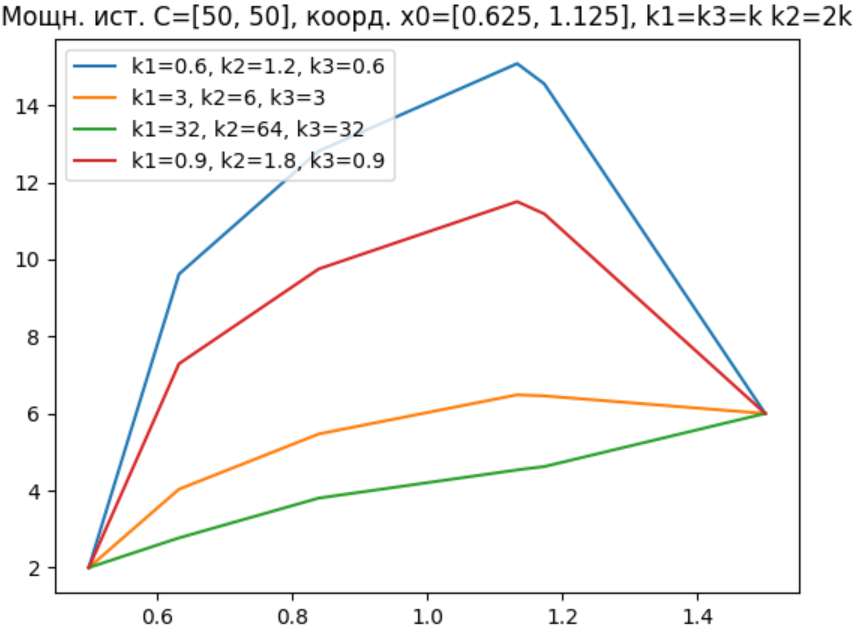 Мощн. ист. C=[50, 50], коорд. x0=[0.625, 1.125], k1=k3=k k2=2k
k1=0.6, k2=1.2, k3=0.6
k1=3, k2=6, k3=3
k1=32, k2=64, k3=32
k1=0.9, k2=1.8, k3=0.9
14
12
10
8
6
4
2
0.6 0.8 1.0 1.2 1.4